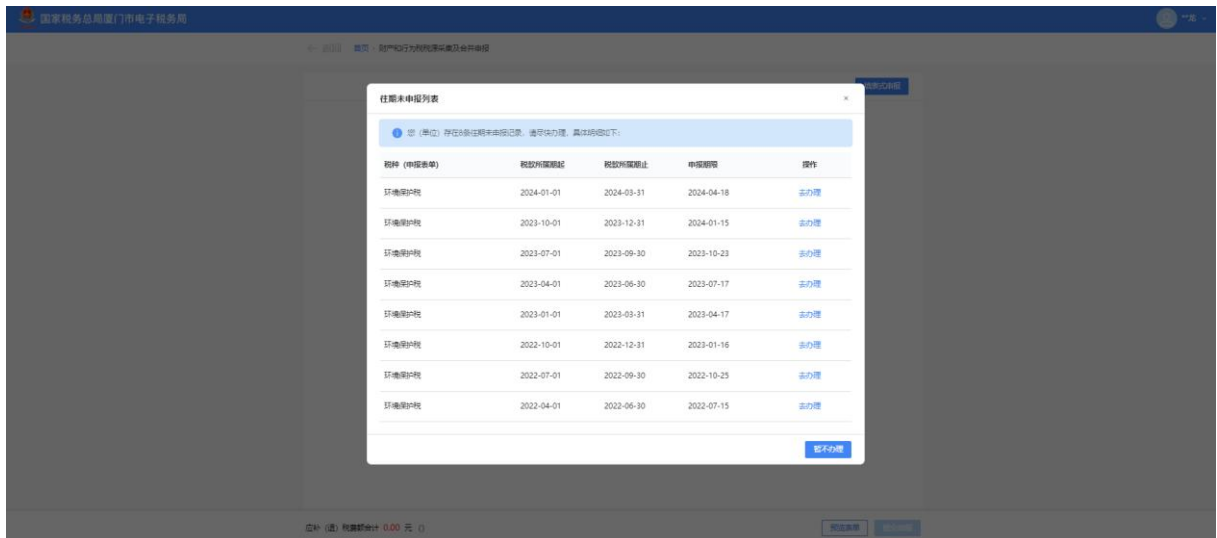 国家税务总局厦门市电子税务局
**龙
首页 财产和行为税税源采集及合并申报
往期未申报列表 ×
您（单位）存在8条往期未申报记录，请尽快办理，具体明细如下：
税种（申报表单） 税款所属期起 税款所属期止 申报期限 操作
环境保护税 2024-01-01 2024-03-31 2024-04-18 去办理
环境保护税 2023-10-01 2023-12-31 2024-01-15 去办理
环境保护税 2023-07-01 2023-09-30 2023-10-23 去办理
环境保护税 2023-04-01 2023-06-30 2023-07-17 去办理
环境保护税 2023-01-01 2023-03-31 2023-04-17 去办理
环境保护税 2022-10-01 2022-12-31 2023-01-16 去办理
环境保护税 2022-07-01 2022-09-30 2022-10-25 去办理
环境保护税 2022-04-01 2022-06-30 2022-07-15 去办理
暂不办理
应补（退）税费额合计 0.00 元 ()
预览表单